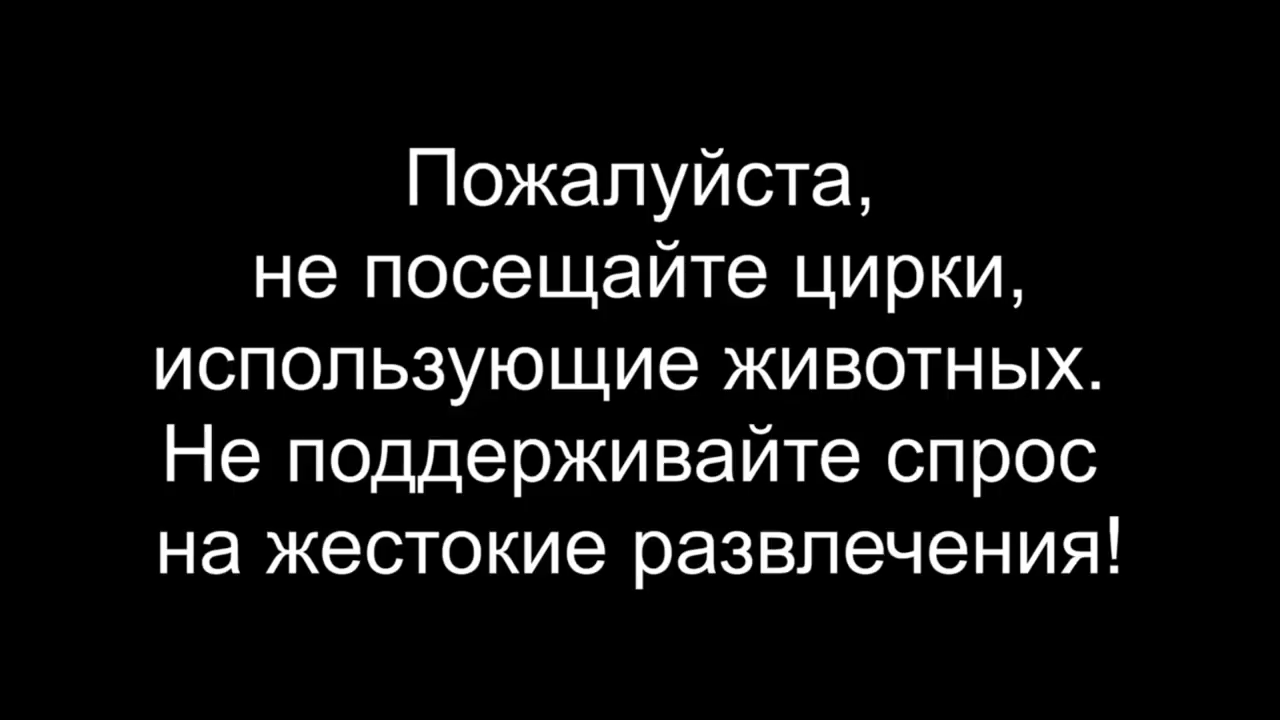 Пожалуйста,
не посещайте цирки,
использующие животных.
Не поддерживайте спрос
на жестокие развлечения!